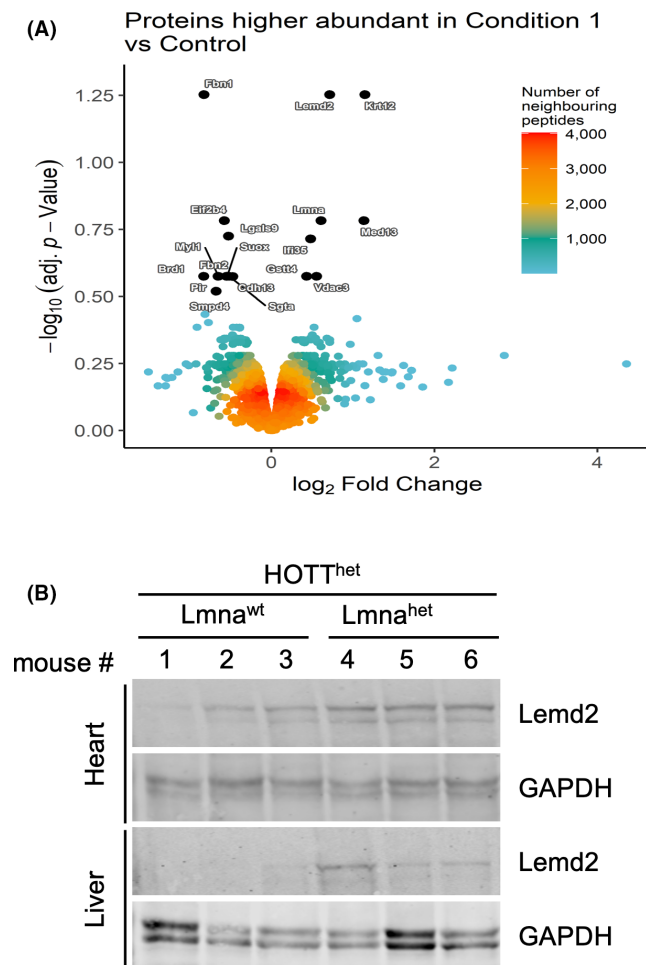 (A)
Proteins higher abundant in Condition 1
vs Control
−log10 (adj. p − Value)
1.25
1.00
0.75
0.50
0.25
0.00
Fbn1
Lemd2
Krt12
Eif2b4
Lgals9
Lmna
Med13
Myl1
Suox
Ifi35
Brd1
Fbn2
Gstt4
Pir
Cdh13
Vdac3
Smpd4
Sgta
Number of
neighbouring
peptides
4,000
3,000
2,000
1,000
0
2
4
log2 Fold Change
(B)
HOTThet
Lmnawt
Lmnahet
mouse # 1 2 3 4 5 6
Heart
Lemd2
GAPDH
Liver
Lemd2
GAPDH